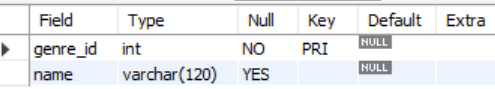 Field Type Null Key Default Extra
genre_id int NO PRI NULL
name varchar(120) YES NULL